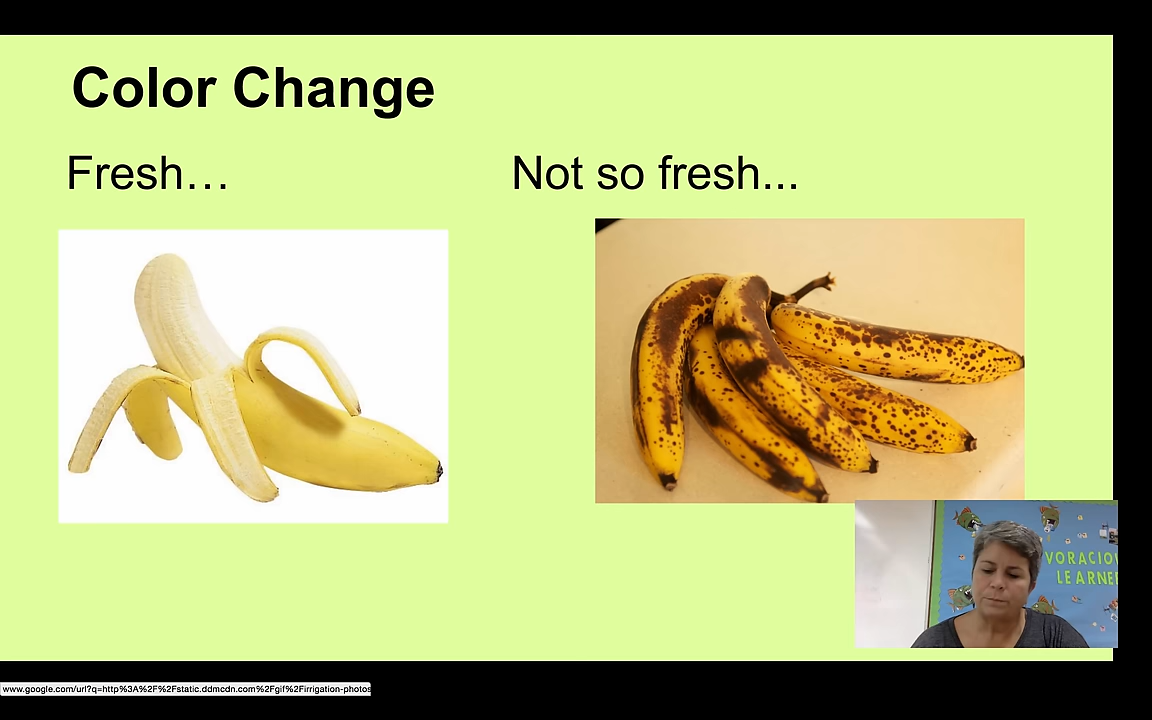 Color Change
Fresh…
Not so fresh...
VORACIO
LEARNE
www.google.com/url?q=http%3A%2F%2Fstatic.ddmcdn.com%2Fgif%2Firrigation-photos